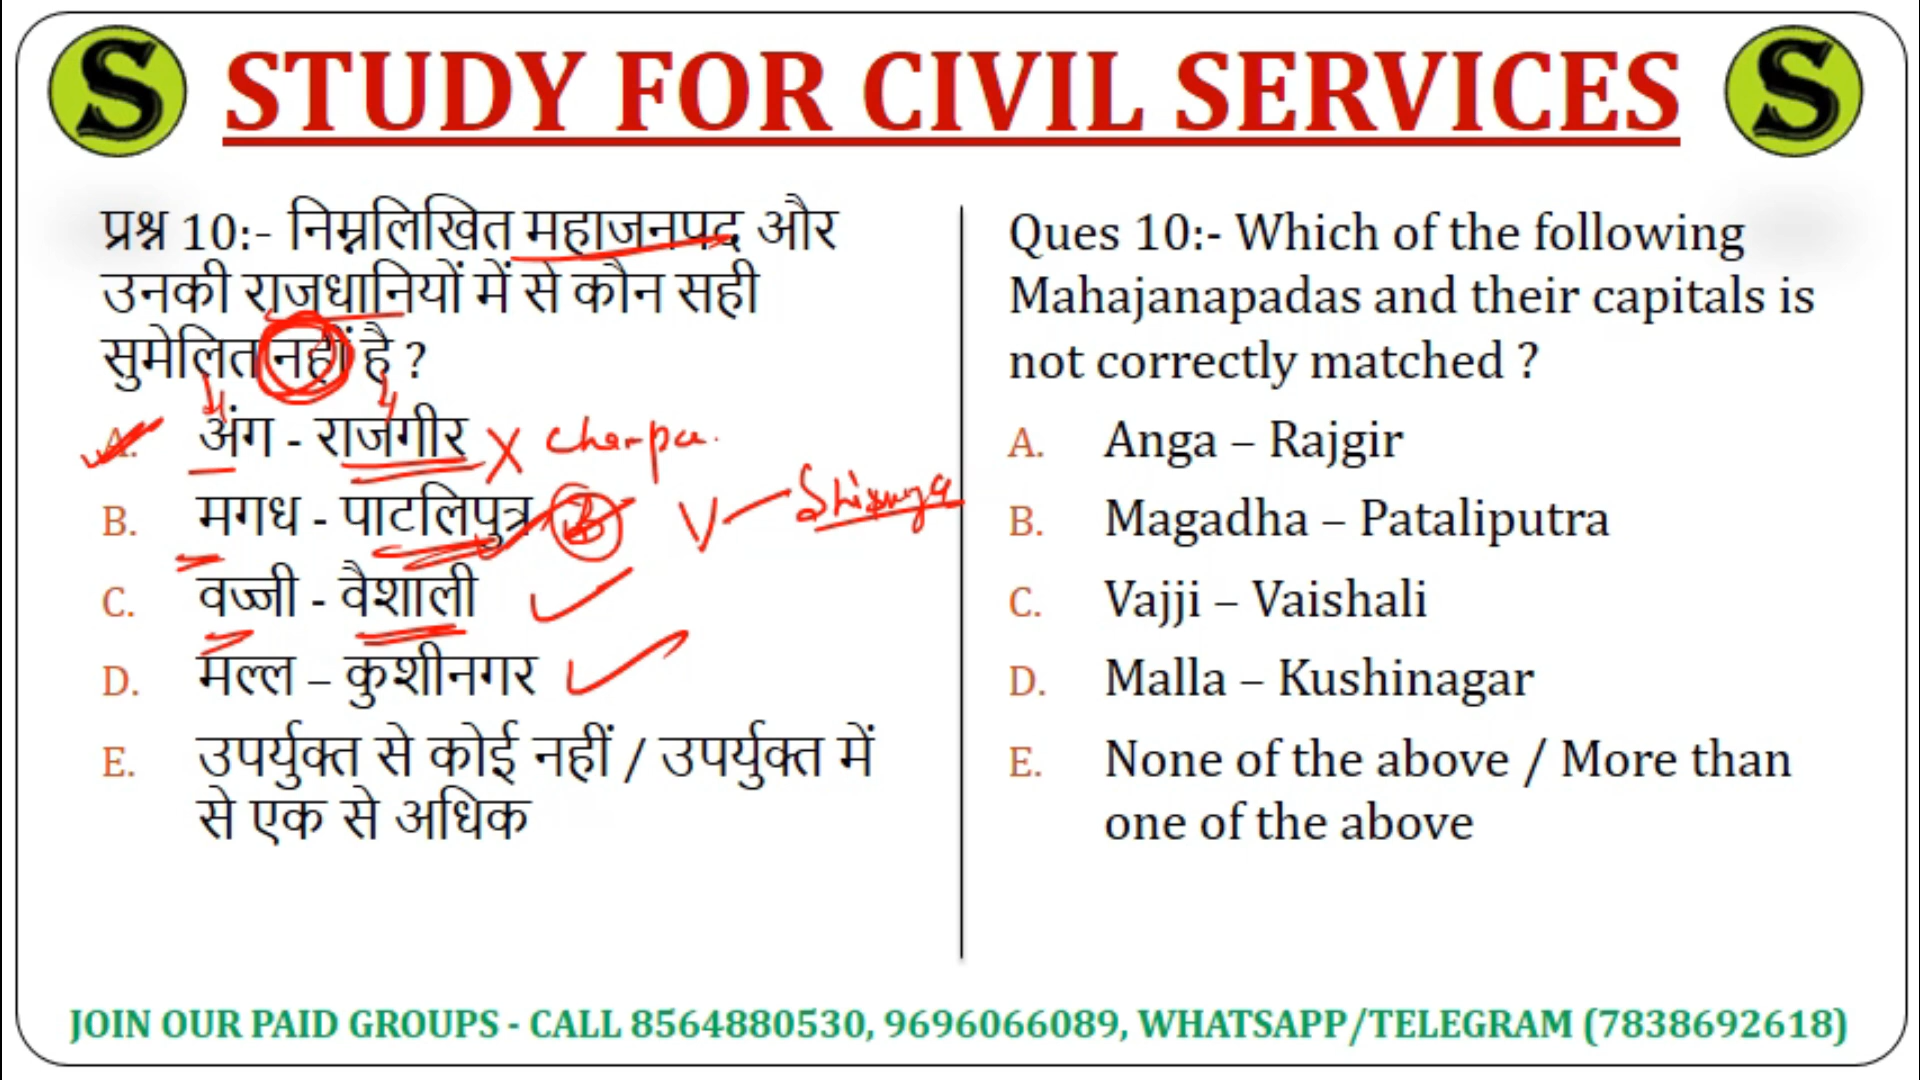 S STUDY FOR CIVIL SERVICES S
प्रश्न 10:- निम्नलिखित महाजनपद और
उनकी राजधानियों में से कौन सही
सुमेलित नहीं है ?
A. अंग - राजगीर X
B. मगध - पाटलिपुत्र
C. वज्जी - वैशाली
D. मल्ल – कुशीनगर
E. उपर्युक्त से कोई नहीं / उपर्युक्त में
से एक से अधिक
Ques 10:- Which of the following
Mahajanapadas and their capitals is
not correctly matched ?
A. Anga – Rajgir
B. Magadha – Pataliputra
C. Vajji – Vaishali
D. Malla – Kushinagar
E. None of the above / More than
one of the above
JOIN OUR PAID GROUPS - CALL 8564880530, 9696066089, WHATSAPP/TELEGRAM (7838692618)